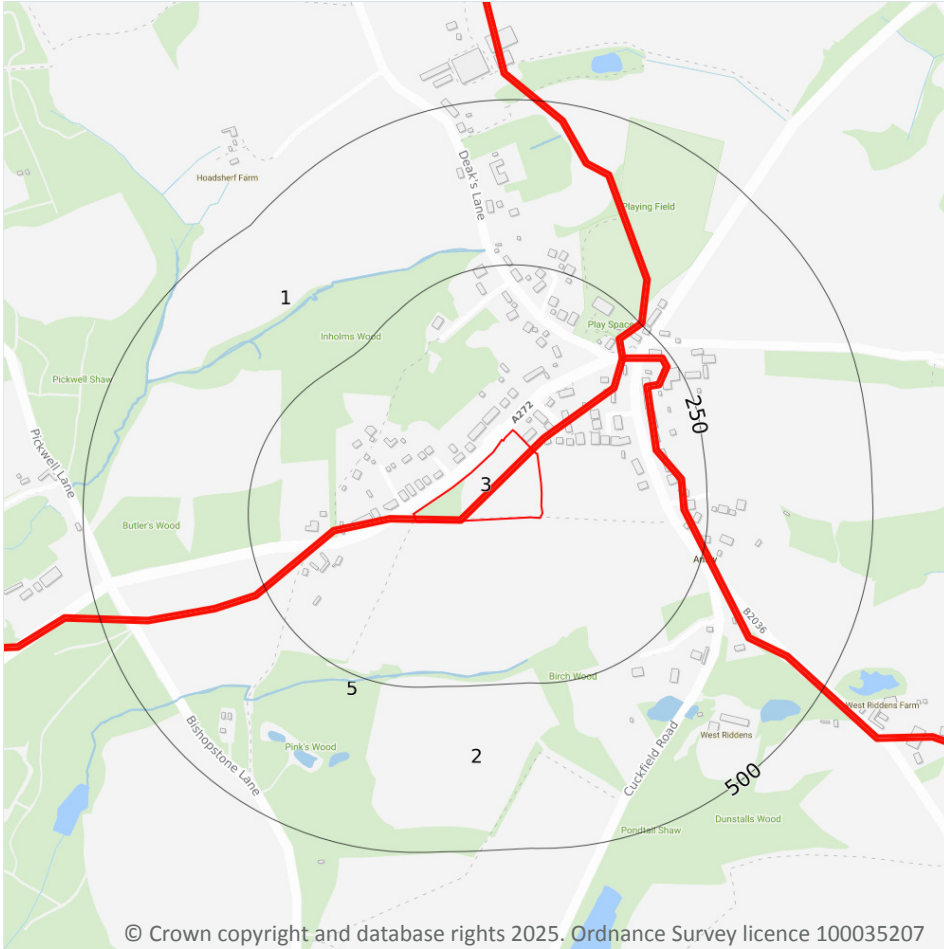 Hoadsherf Farm
Deak's Lane
Playing Field
1
Inholms Wood
Play Space
Pickwell Shaw
A272
250
Pickwell Lane
3
Butler's Wood
B2036
5
Birch Wood
West Riddens Farm
Bishopstone Lane
Pink's Wood
2
Cuckfield Road
West Riddens
500
Dunstalls Wood
Pondtail Shaw
© Crown copyright and database rights 2025. Ordnance Survey licence 100035207